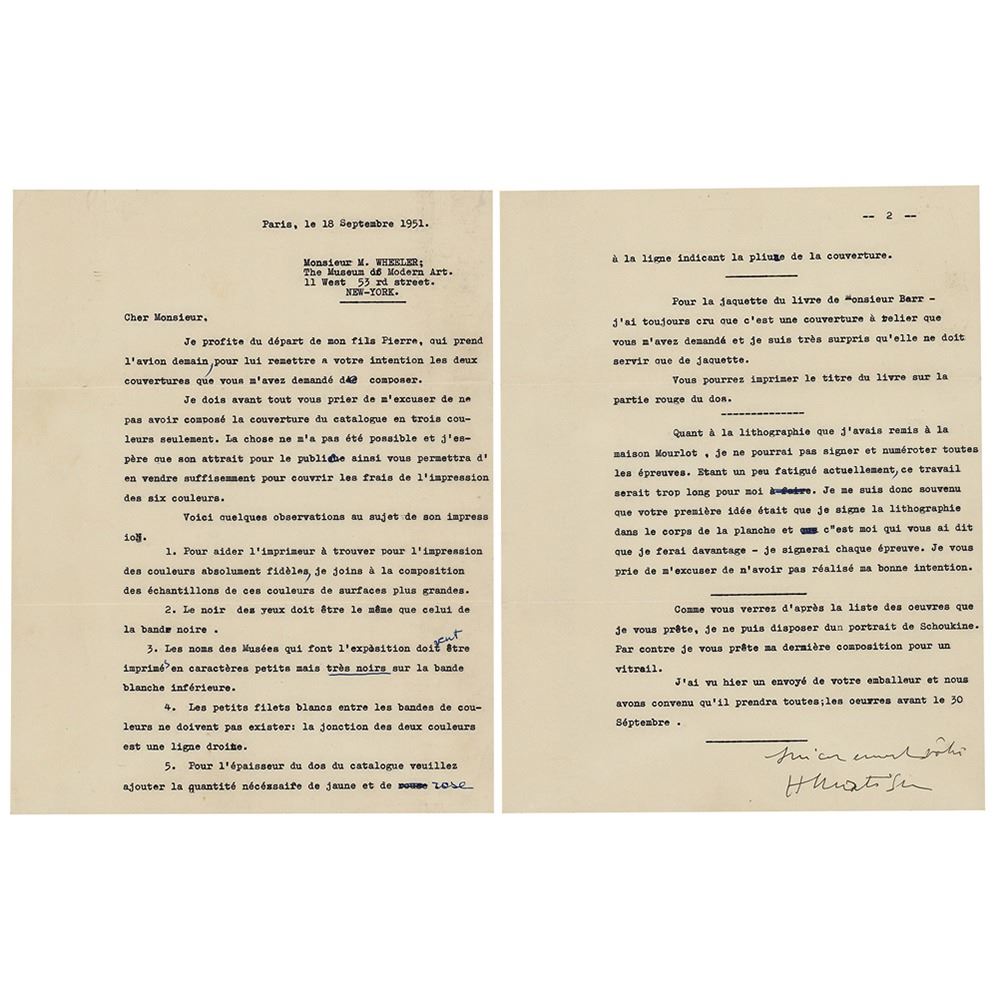 Paris, le 18 Septembre 1951.
Monsieur M. WHEELER;
The Museum of Modern Art.
11 West 53 rd street.
NEW-YORK.
Cher Monsieur,
Je profite du départ de mon fils Pierre, qui prend
l'avion demain, pour lui remettre a votre intention les deux
couvertures que vous m'avez demandé de composer.
Je dois avant tout vous prier de m'excuser de ne
pas avoir composé la couverture du catalogue en trois cou-
leurs seulement. La chose ne m'a pas été possible et j'es-
père que son attrait pour le public ainsi vous permettra d'
en vendre suffisemment pour couvrir les frais de l'impression
des six couleurs.
Voici quelques observations au sujet de son impress
ion.
1. Pour aider l'imprimeur à trouver pour l'impression
des couleurs absolument fidèles, je joins à la composition
des échantillons de ces couleurs de surfaces plus grandes.
2. Le noir des yeux doit être le même que celui de
la bande noire .
3. Les noms des Musées qui font l'expòsition doivent être
imprimés en caractères petits mais très noirs sur la bande
blanche inférieure.
4. Les petits filets blancs entre les bandes de cou-
leurs ne doivent pas exister: la jonction des deux couleurs
est une ligne droite.
5. Pour l'épaisseur du dos du catalogue veuillez
ajouter la quantité nécéssaife de jaune et de rouge rose
-- 2 --
à la ligne indicant la pliure de la couverture.
Pour la jaquette du livre de Monsieur Barr -
j'ai toujours cru que c'est une couverture à relier que
vous m'avez demandé et je suis très surpris qu'elle ne doit
servir que de jaquette.
Vous pourrez imprimer le titre du livre sur la
partie rouge du dos.
--------------
Quant à la lithographie que j'avais remis à la
maison Mourlot , je ne pourrai pas signer et numéroter toutes
les épreuves. Etant un peu fatigué actuellement, ce travail
serait trop long pour moi à faire. Je me suis donc souvenu
que votre première idée était que je signe la lithographie
dans le corps de la planche et que c"est moi qui vous ai dit
que je ferai davantage - je signerai chaque épreuve. Je vous
prie de m'excuser de n'avoir pas réalisé ma bonne intention.
Comme vous verrez d'après la liste des oeuvres que
je vous prête, je ne puis disposer dun portrait de Schoukine.
Par contre je vous prête ma dernière composition pour un
vitrail.
J'ai vu hier un envoyé de votre emballeur et nous
avons convenu qu'il prendra toutes;les oeuvres avant le 30
Séptembre .
HMatisse